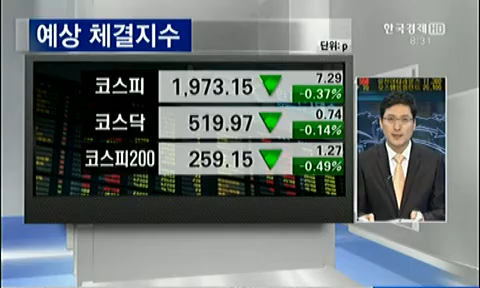 예상 체결지수
한국경제 HD
8:31
단위: p
코스피 1,973.15 ▼ 7.29 -0.37%
코스닥 519.97 ▼ 0.74 -0.14%
코스피200 259.15 ▼ 1.27 -0.49%